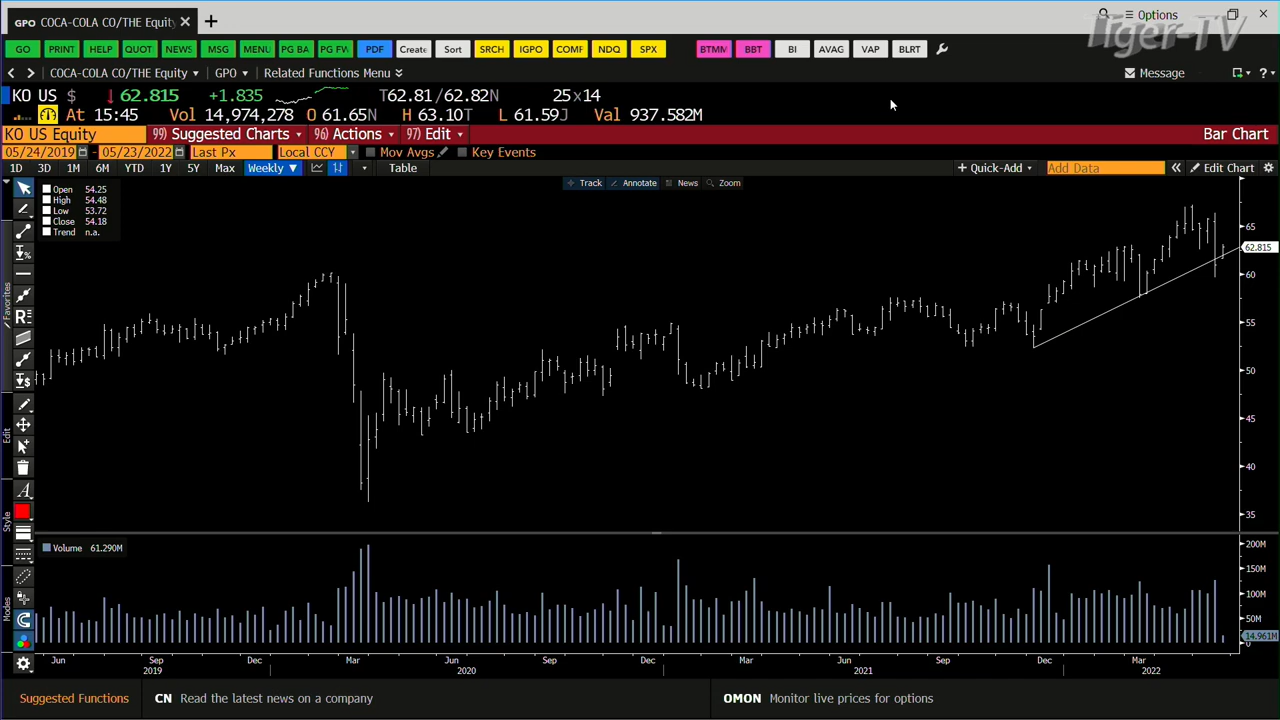 GPO COCA-COLA CO/THE Equity
Options
Tiger-TV
GO PRINT HELP QUOT NEWS MSG MENU PG BA PG FW PDF Create Sort SRCH IGPO COMF NDQ SPX BTMM BBT BI AVAG VAP BLRT
COCA-COLA CO/THE Equity GPO Related Functions Menu Message ?
KO US $ 62.815 +1.835 T62.81/62.82N 25x14
At 15:45 Vol 14,974,278 O 61.65N H 63.10T L 61.59J Val 937.582M
KO US Equity 99) Suggested Charts 96) Actions 97) Edit Bar Chart
05/24/2019 - 05/23/2022 Last Px Local CCY Mov Avgs Key Events
1D 3D 1M 6M YTD 1Y 5Y Max Weekly ▼ Table + Quick-Add Add Data « Edit Chart
Track Annotate News Zoom
Open 54.25
High 54.48
Low 53.72
Close 54.18
Trend n.a.
65
62.815
60
55
50
45
40
35
Favorites
Edit
Style
Modes
Volume 61.290M
200M
150M
100M
50M
14.961M
0
Jun Sep Dec Mar Jun Sep Dec Mar Jun Sep Dec Mar
2019 2020 2021 2022
Suggested Functions CN Read the latest news on a company OMON Monitor live prices for options